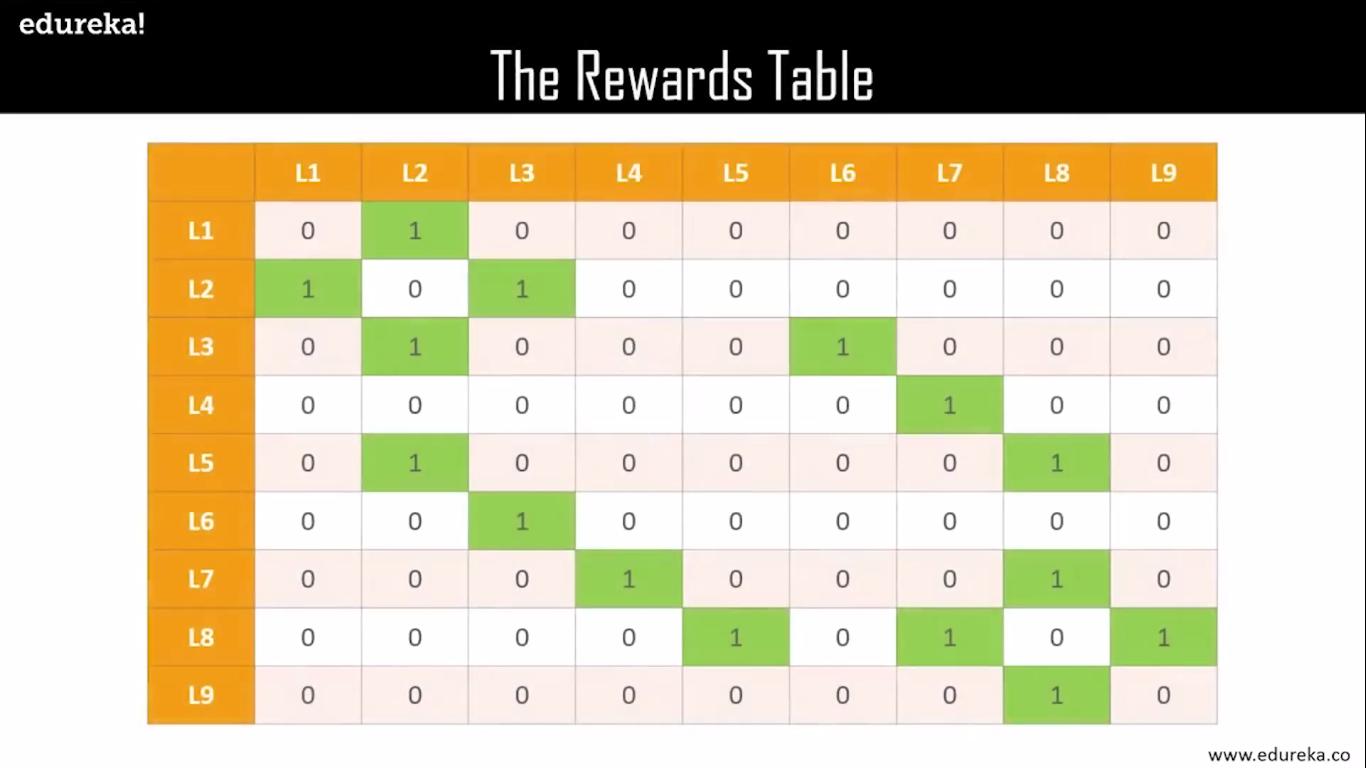 edureka!
The Rewards Table
L1 L2 L3 L4 L5 L6 L7 L8 L9
L1 0 1 0 0 0 0 0 0 0
L2 1 0 1 0 0 0 0 0 0
L3 0 1 0 0 0 1 0 0 0
L4 0 0 0 0 0 0 1 0 0
L5 0 1 0 0 0 0 0 1 0
L6 0 0 1 0 0 0 0 0 0
L7 0 0 0 1 0 0 0 1 0
L8 0 0 0 0 1 0 1 0 1
L9 0 0 0 0 0 0 0 1 0
www.edureka.co